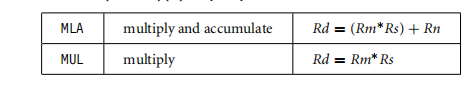 MLA multiply and accumulate Rd = (Rm*Rs) + Rn
MUL multiply Rd = Rm*Rs